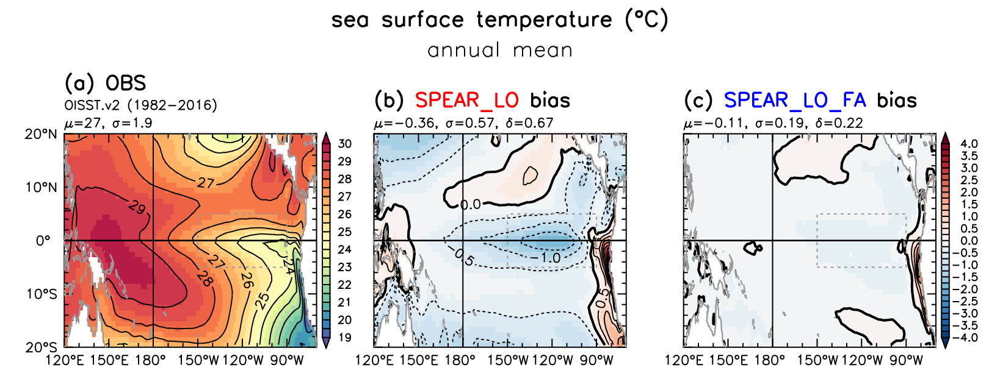 sea surface temperature (°C)
annual mean
(a) OBS
OISST.v2 (1982−2016)
μ=27, σ=1.9
(b) SPEAR_LO bias
μ=−0.36, σ=0.57, δ=0.67
(c) SPEAR_LO_FA bias
μ=−0.11, σ=0.19, δ=0.22
20°N
10°N
0°
10°S
20°S
120°E 150°E 180° 150°W 120°W 90°W
27
29
27
28
26
25
24
30
29
28
27
26
25
24
23
22
21
20
19
0.0
−0.5
−1.0
0.5
120°E 150°E 180° 150°W 120°W 90°W
120°E 150°E 180° 150°W 120°W 90°W
4.0
3.5
3.0
2.5
2.0
1.5
1.0
0.5
0.0
−0.5
−1.0
−1.5
−2.0
−2.5
−3.0
−3.5
−4.0